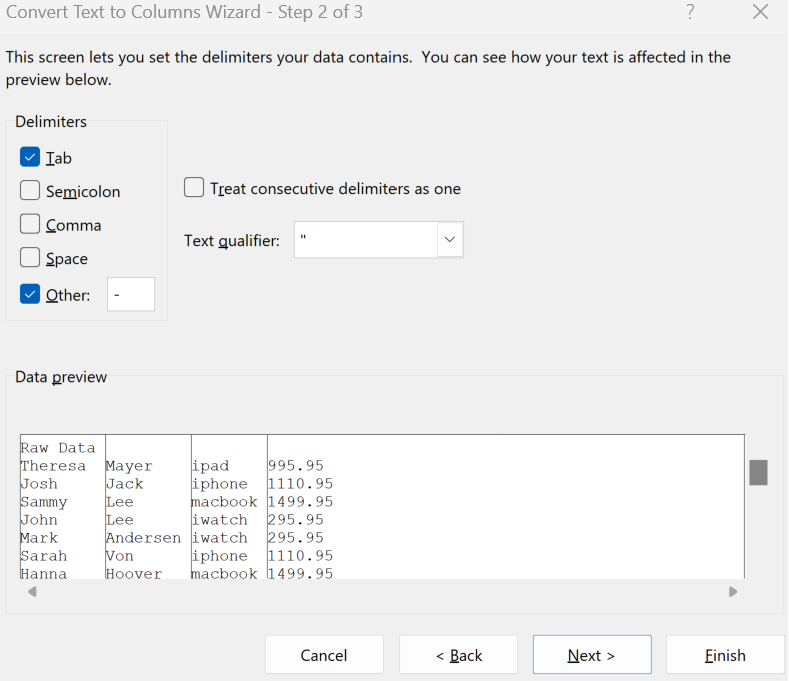 Convert Text to Columns Wizard - Step 2 of 3 ?
This screen lets you set the delimiters your data contains. You can see how your text is affected in the
preview below.
Delimiters
Tab
Semicolon
Comma
Space
Other: -
Treat consecutive delimiters as one
Text qualifier: "
Data preview
Raw Data
Theresa Mayer ipad 995.95
Josh Jack iphone 1110.95
Sammy Lee macbook 1499.95
John Lee iwatch 295.95
Mark Andersen iwatch 295.95
Sarah Von iphone 1110.95
Hanna Hoover macbook 1499.95
Cancel < Back Next > Finish